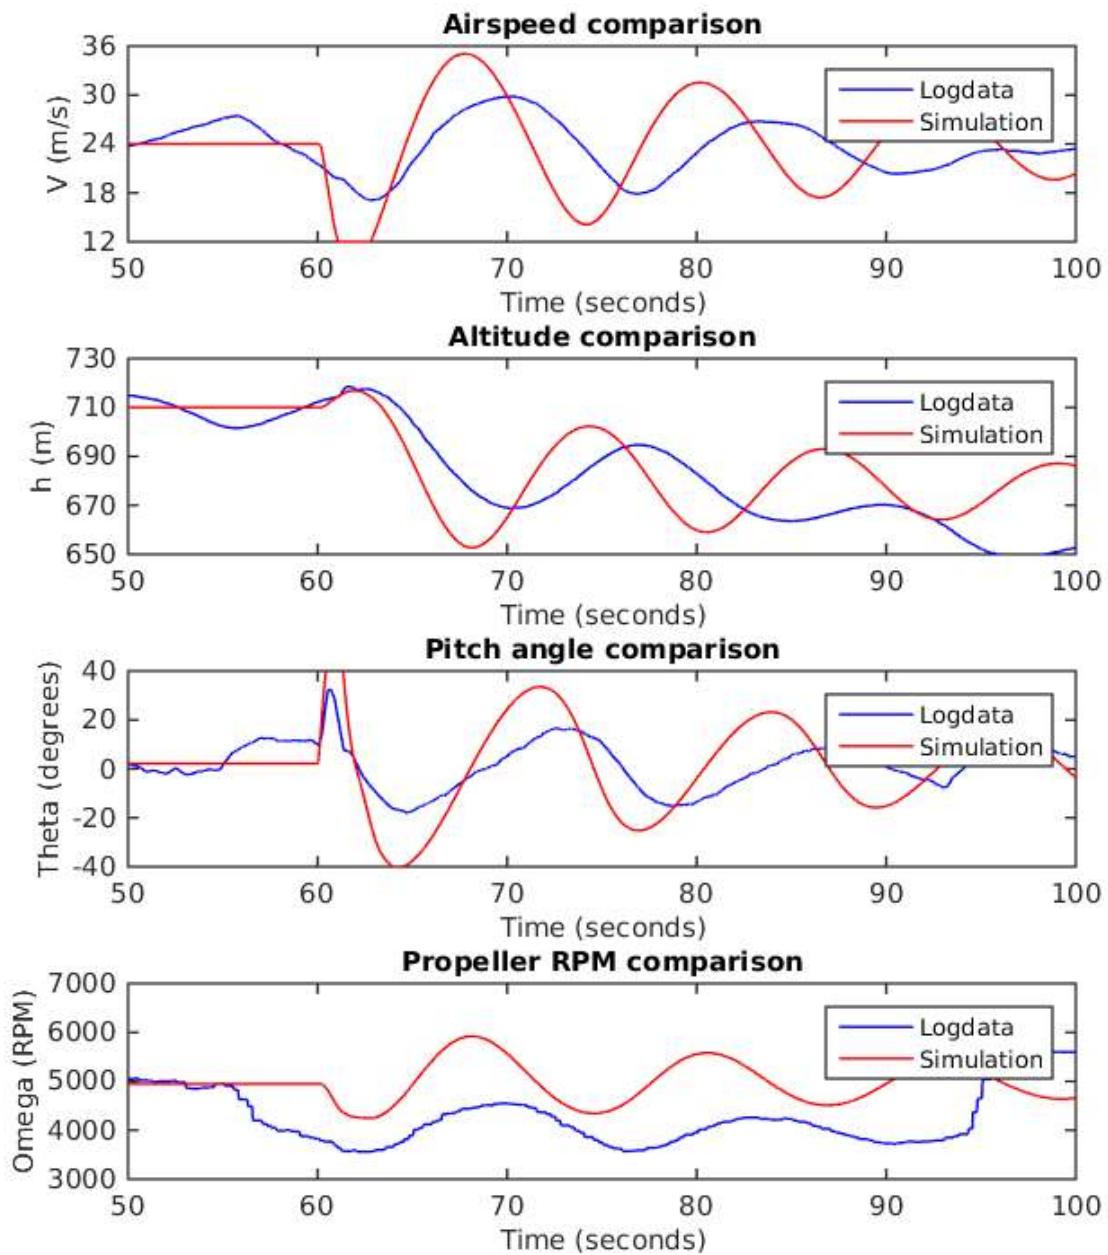 Airspeed comparison
36
30
24
18
12
V (m/s)
Logdata
Simulation
50 60 70 80 90 100
Time (seconds)
Altitude comparison
730
710
690
670
650
h (m)
Logdata
Simulation
50 60 70 80 90 100
Time (seconds)
Pitch angle comparison
40
20
0
-20
-40
Theta (degrees)
Logdata
Simulation
50 60 70 80 90 100
Time (seconds)
Propeller RPM comparison
7000
6000
5000
4000
3000
Omega (RPM)
Logdata
Simulation
50 60 70 80 90 100
Time (seconds)